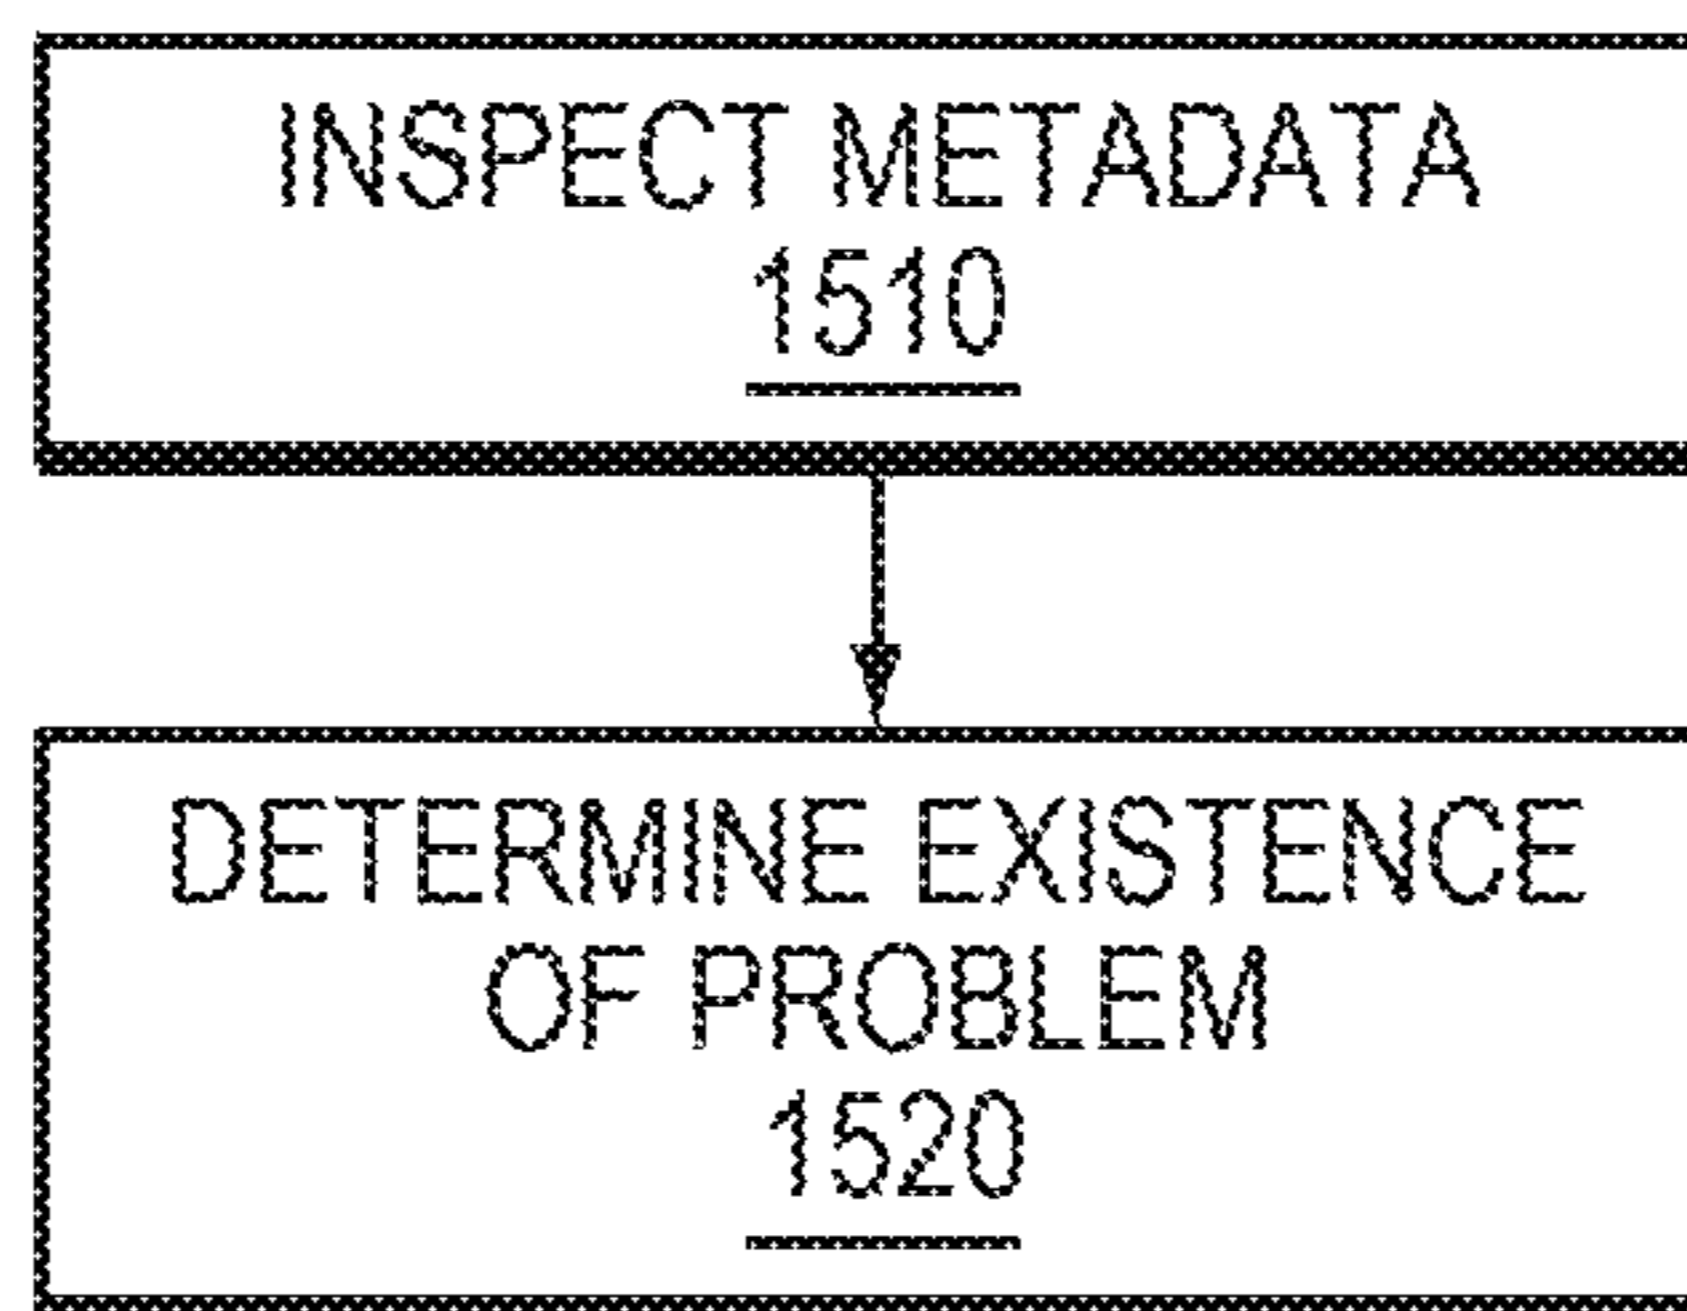 INSPECT METADATA
1510
DETERMINE EXISTENCE
OF PROBLEM
1520